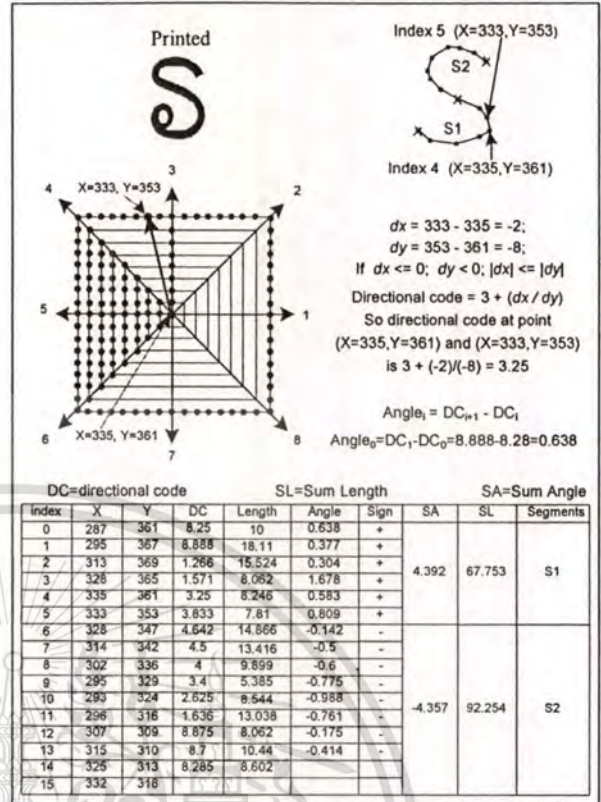 Printed
Index 5 (X=333,Y=353)
S2
S1
Index 4 (X=335,Y=361)
3
4
X=333, Y=353
2
5
1
6
X=335, Y=361
7
8
dx = 333 - 335 = -2;
dy = 353 - 361 = -8;
If dx <= 0; dy < 0; |dx| <= |dy|
Directional code = 3 + (dx / dy)
So directional code at point
(X=335,Y=361) and (X=333,Y=353)
is 3 + (-2)/(-8) = 3.25
Angleᵢ = DCᵢ₊₁ - DCᵢ
Angle₀=DC₁-DC₀=8.888-8.28=0.638
DC=directional code SL=Sum Length SA=Sum Angle
index X Y DC Length Angle Sign SA SL Segments
0 287 361 8.25 10 0.638 +
1 295 367 8.888 18.11 0.377 +
2 313 369 1.266 15.524 0.304 +
3 328 365 1.571 8.062 1.678 +
4.392 67.753 S1
4 335 361 3.25 8.246 0.583 +
5 333 353 3.833 7.81 0.809 +
6 328 347 4.642 14.866 -0.142 -
7 314 342 4.5 13.416 -0.5 -
8 302 336 4 9.899 -0.6 -
9 295 329 3.4 5.385 -0.775 -
10 293 324 2.625 8.544 -0.988 -
-4.357 92.254 S2
11 296 316 1.636 13.038 -0.761 -
12 307 309 8.875 8.062 -0.175 -
13 315 310 8.7 10.44 -0.414 -
14 325 313 8.285 8.602
15 332 318